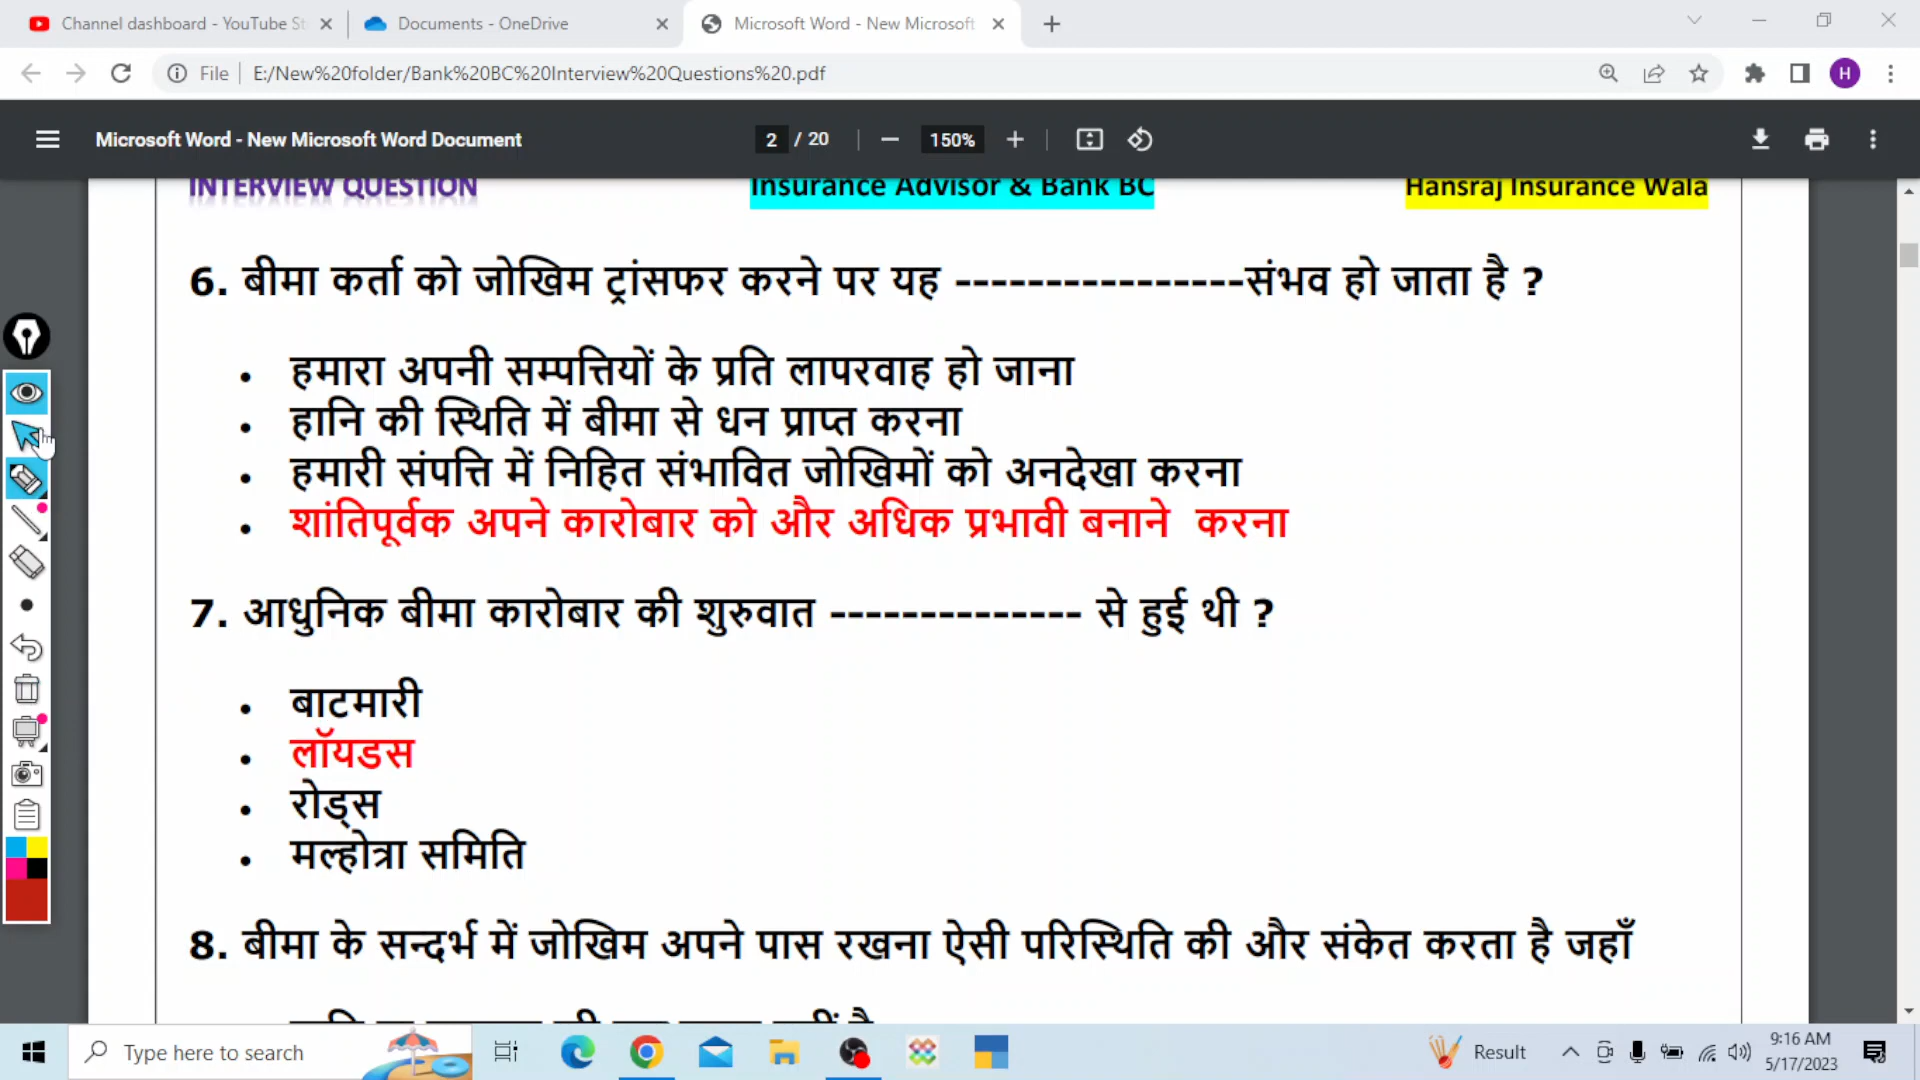 Channel dashboard - YouTube St
Documents - OneDrive
Microsoft Word - New Microsoft
File
E:/New%20folder/Bank%20BC%20Interview%20Questions%20.pdf
H
Microsoft Word - New Microsoft Word Document
2 / 20
150%
INTERVIEW QUESTION
Insurance Advisor & Bank BC
Hansraj Insurance Wala
6. बीमा कर्ता को जोखिम ट्रांसफर करने पर यह ----------------संभव हो जाता है ?
• हमारा अपनी सम्पत्तियों के प्रति लापरवाह हो जाना
• हानि की स्थिति में बीमा से धन प्राप्त करना
• हमारी संपत्ति में निहित संभावित जोखिमों को अनदेखा करना
• शांतिपूर्वक अपने कारोबार को और अधिक प्रभावी बनाने करना
7. आधुनिक बीमा कारोबार की शुरुवात -------------- से हुई थी ?
• बाटमारी
• लॉयडस
• रोड्स
• मल्होत्रा समिति
8. बीमा के सन्दर्भ में जोखिम अपने पास रखना ऐसी परिस्थिति की और संकेत करता है जहाँ
Type here to search
Result
9:16 AM
5/17/2023